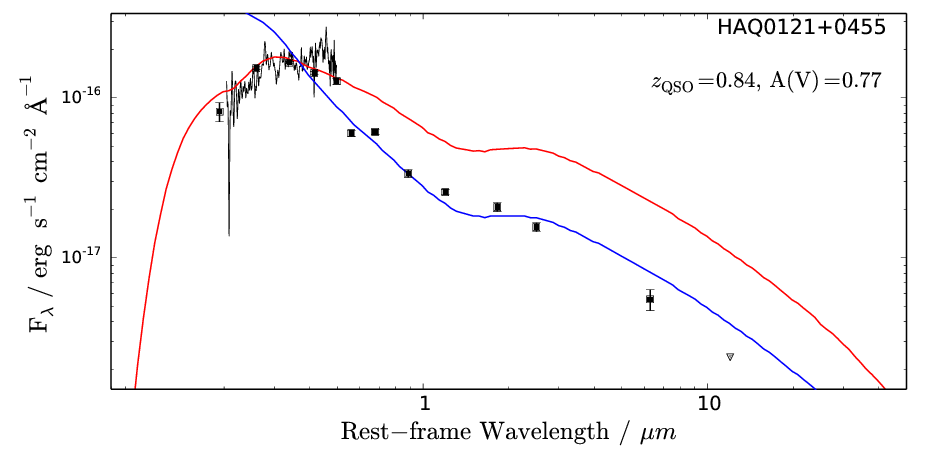 HAQ0121+0455
z_QSO=0.84, A(V)=0.77
10^−16
10^−17
F_λ / erg s^−1 cm^−2 Å^−1
1
10
Rest−frame Wavelength / μm